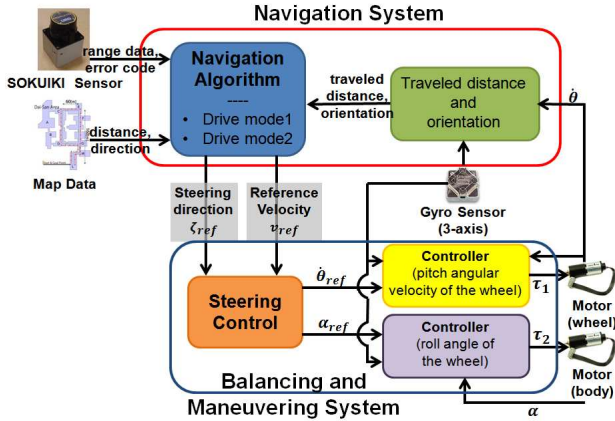 Navigation System
range data,
error code
SOKUIKI Sensor
Navigation
Algorithm
----
• Drive mode1
• Drive mode2
traveled
distance,
orientation
Traveled distance
and
orientation
θ̇
distance,
direction
Map Data
Gyro Sensor
(3-axis)
Steering
direction
ζref
Reference
Velocity
vref
Steering
Control
θ̇ref
αref
Controller
(pitch angular
velocity of the wheel)
τ1
Motor
(wheel)
Controller
(roll angle of
the wheel)
τ2
Motor
(body)
α
Balancing and
Maneuvering System